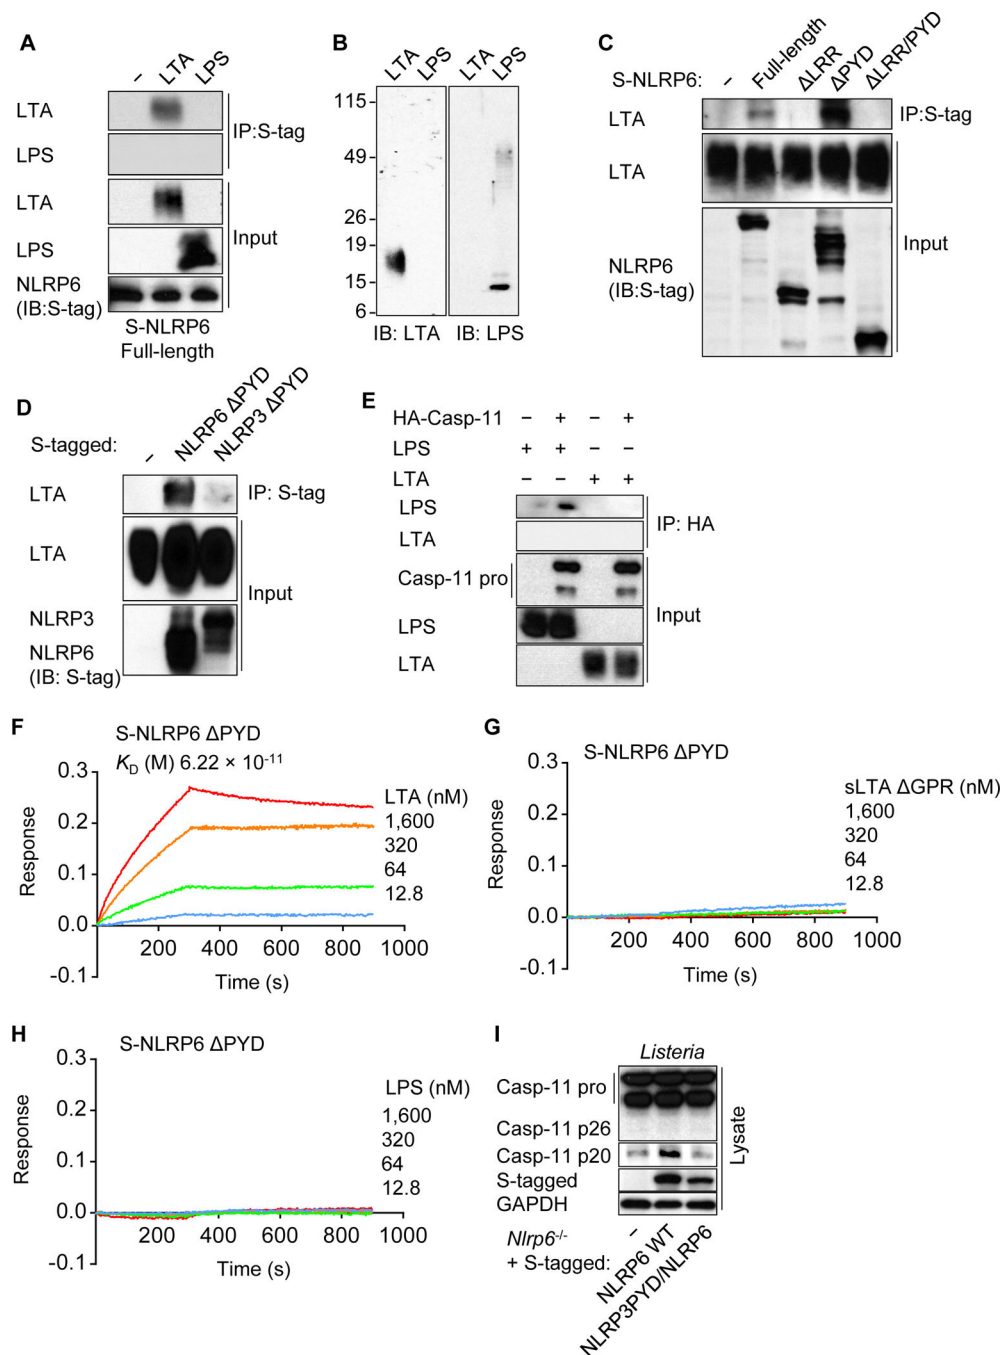 A
– LTA LPS
LTA
LPS
IP:S-tag
LTA
LPS
Input
NLRP6
(IB:S-tag)
S-NLRP6
Full-length
B
LTA LPS LTA LPS
115
49
26
19
15
6
IB: LTA IB: LPS
C
S-NLRP6: – Full-length ΔLRR ΔPYD ΔLRR/PYD
LTA IP:S-tag
LTA
NLRP6
(IB:S-tag)
Input
D
S-tagged: – NLRP6 ΔPYD NLRP3 ΔPYD
LTA IP: S-tag
LTA
Input
NLRP3
NLRP6
(IB: S-tag)
E
HA-Casp-11 – + – +
LPS + + – –
LTA – – + +
LPS
LTA
IP: HA
Casp-11 pro
LPS
LTA
Input
F
S-NLRP6 ΔPYD
K_D (M) 6.22 × 10⁻¹¹
0.3
0.2
0.1
0.0
-0.1
Response
200 400 600 800 1000
Time (s)
LTA (nM)
1,600
320
64
12.8
G
S-NLRP6 ΔPYD
0.3
0.2
0.1
0.0
-0.1
Response
200 400 600 800 1000
Time (s)
sLTA ΔGPR (nM)
1,600
320
64
12.8
H
S-NLRP6 ΔPYD
0.3
0.2
0.1
0.0
-0.1
Response
200 400 600 800 1000
Time (s)
LPS (nM)
1,600
320
64
12.8
I
Listeria
Casp-11 pro
Casp-11 p26
Casp-11 p20
S-tagged
GAPDH
Lysate
Nlrp6⁻/⁻
+ S-tagged:
– NLRP6 WT NLRP3PYD/NLRP6